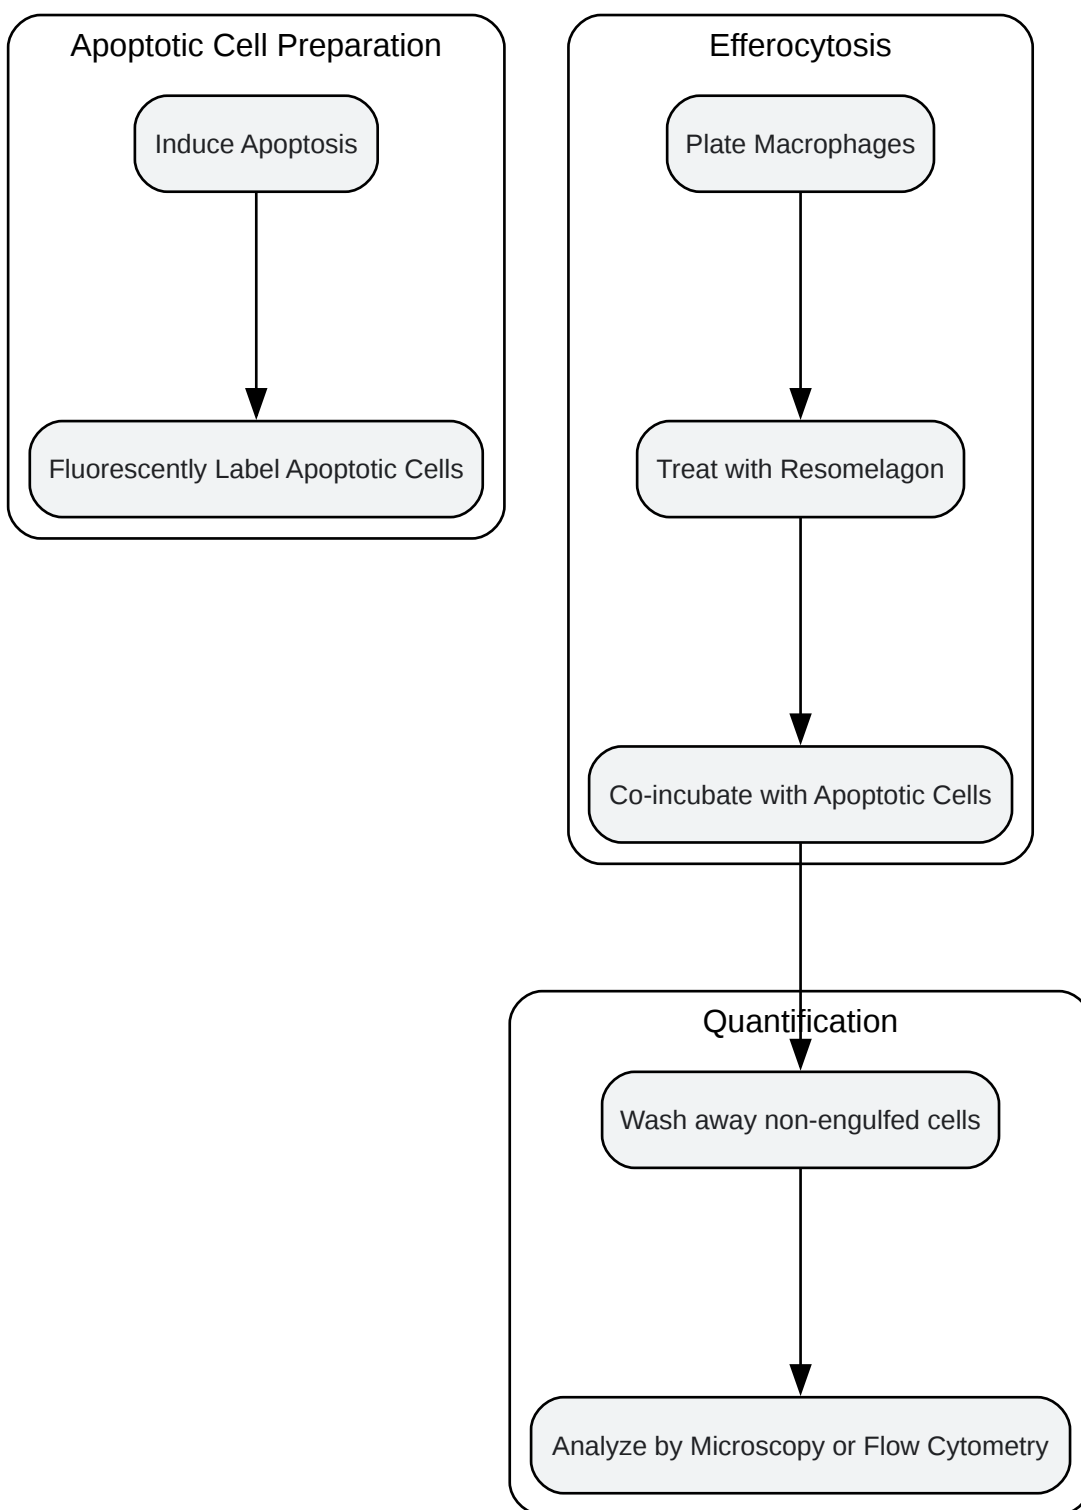 Apoptotic Cell Preparation
Induce Apoptosis
Fluorescently Label Apoptotic Cells
Efferocytosis
Plate Macrophages
Treat with Resomelagon
Co-incubate with Apoptotic Cells
Quantification
Wash away non-engulfed cells
Analyze by Microscopy or Flow Cytometry